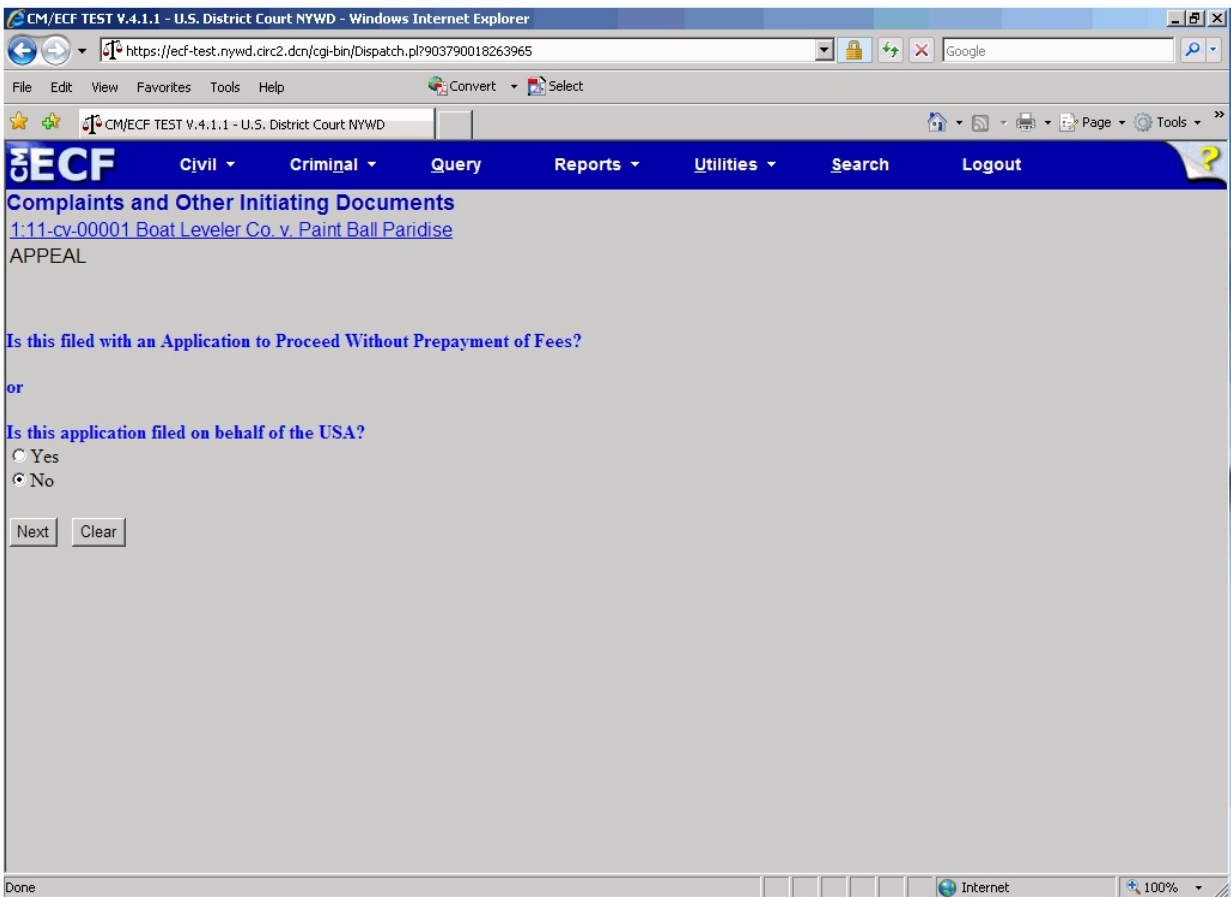 CM/ECF TEST V.4.1.1 - U.S. District Court NYWD - Windows Internet Explorer
https://ecf-test.nywd.circ2.dcn/cgi-bin/Dispatch.pl?903790018263965 Google
File Edit View Favorites Tools Help Convert Select
CM/ECF TEST V.4.1.1 - U.S. District Court NYWD Page Tools »
CM ECF Civil Criminal Query Reports Utilities Search Logout ?
Complaints and Other Initiating Documents
1:11-cv-00001 Boat Leveler Co. v. Paint Ball Paridise
APPEAL
Is this filed with an Application to Proceed Without Prepayment of Fees?
or
Is this application filed on behalf of the USA?
Yes
No
Next Clear
Done Internet 100%